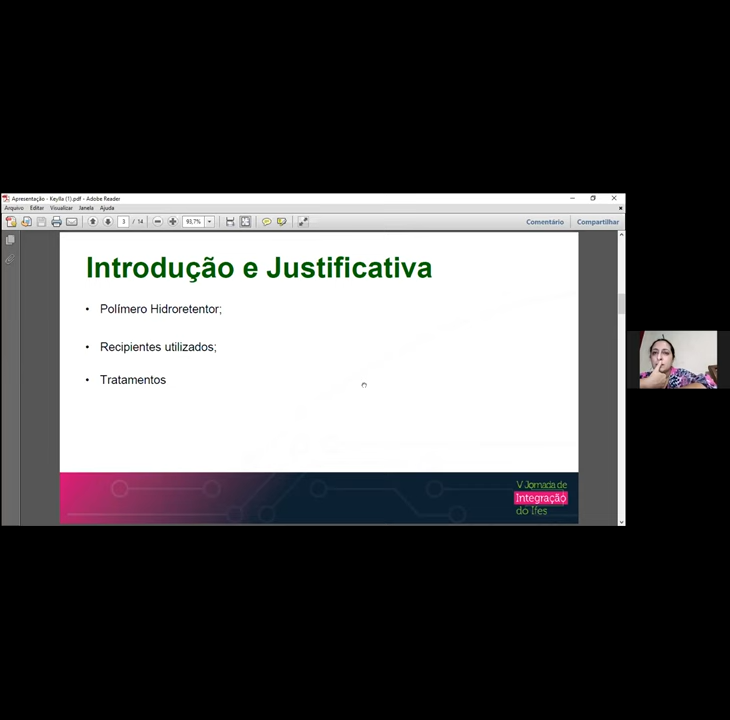 Apresentação - Keylla (1).pdf - Adobe Reader
Arquivo Editar Visualizar Janela Ajuda
3 / 14 93,7% Comentário Compartilhar
Introdução e Justificativa
• Polímero Hidroretentor;
• Recipientes utilizados;
• Tratamentos
V Jornada de
Integração
do Ifes